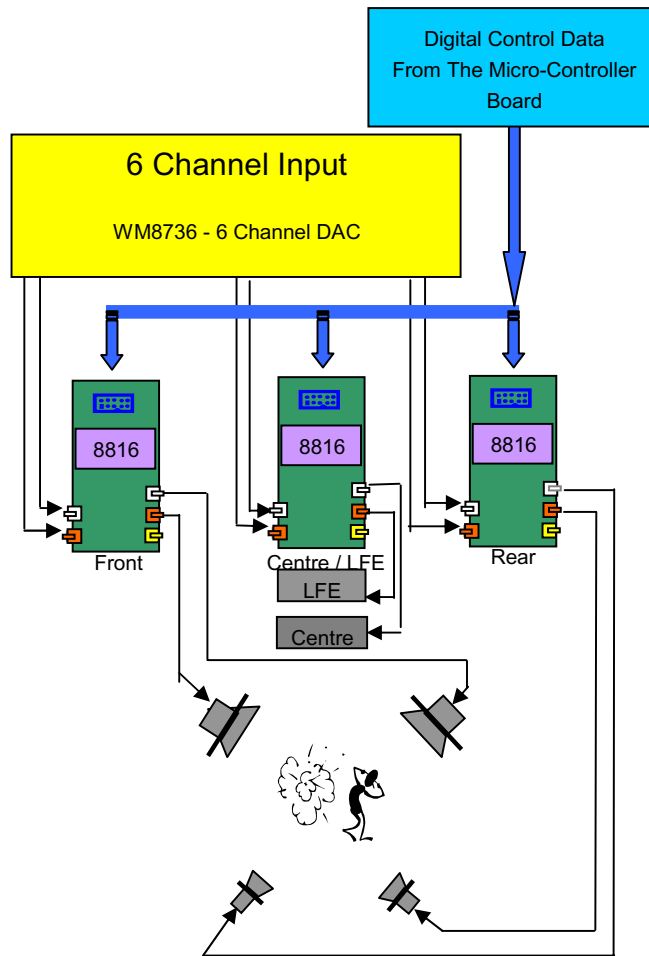 Digital Control Data
From The Micro-Controller
Board
6 Channel Input
WM8736 - 6 Channel DAC
8816
8816
8816
Front
Centre / LFE
Rear
LFE
Centre